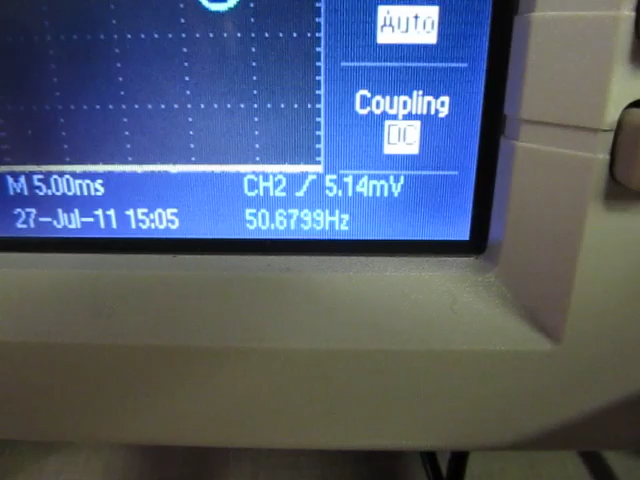 Auto
Coupling
DC
M 5.00ms
CH2 5.14mV
27-Jul-11 15:05
50.6799Hz